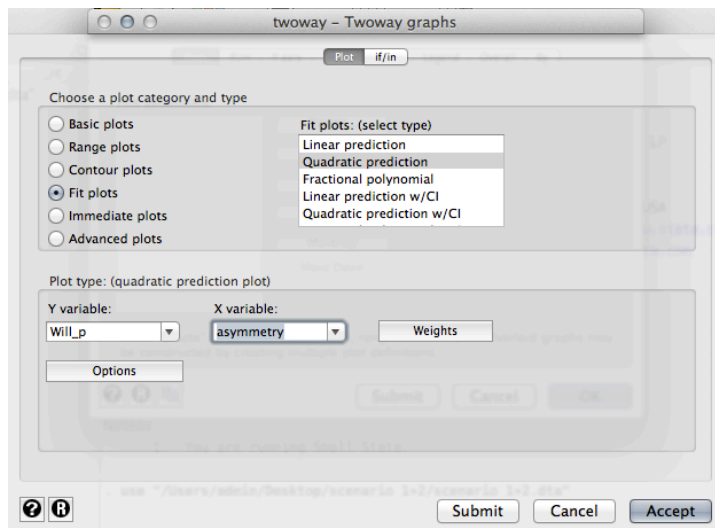 twoway – Twoway graphs
Plot if/in
Choose a plot category and type
Basic plots
Range plots
Contour plots
Fit plots
Immediate plots
Advanced plots
Fit plots: (select type)
Linear prediction
Quadratic prediction
Fractional polynomial
Linear prediction w/CI
Quadratic prediction w/CI
Plot type: (quadratic prediction plot)
Y variable:
X variable:
Will_p
asymmetry
Weights
Options
Submit Cancel OK
You are running Small Stata.
use "/Users/admin/Desktop/scenario 1+2/scenario 1+2.dta"
? R
Submit
Cancel
Accept